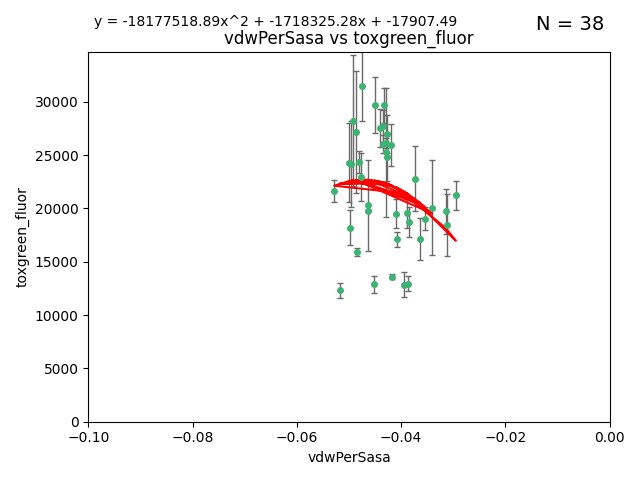 y = -18177518.89x^2 + -1718325.28x + -17907.49
N = 38
vdwPerSasa vs toxgreen_fluor
toxgreen_fluor
30000
25000
20000
15000
10000
5000
0
−0.10
−0.08
−0.06
−0.04
−0.02
0.00
vdwPerSasa